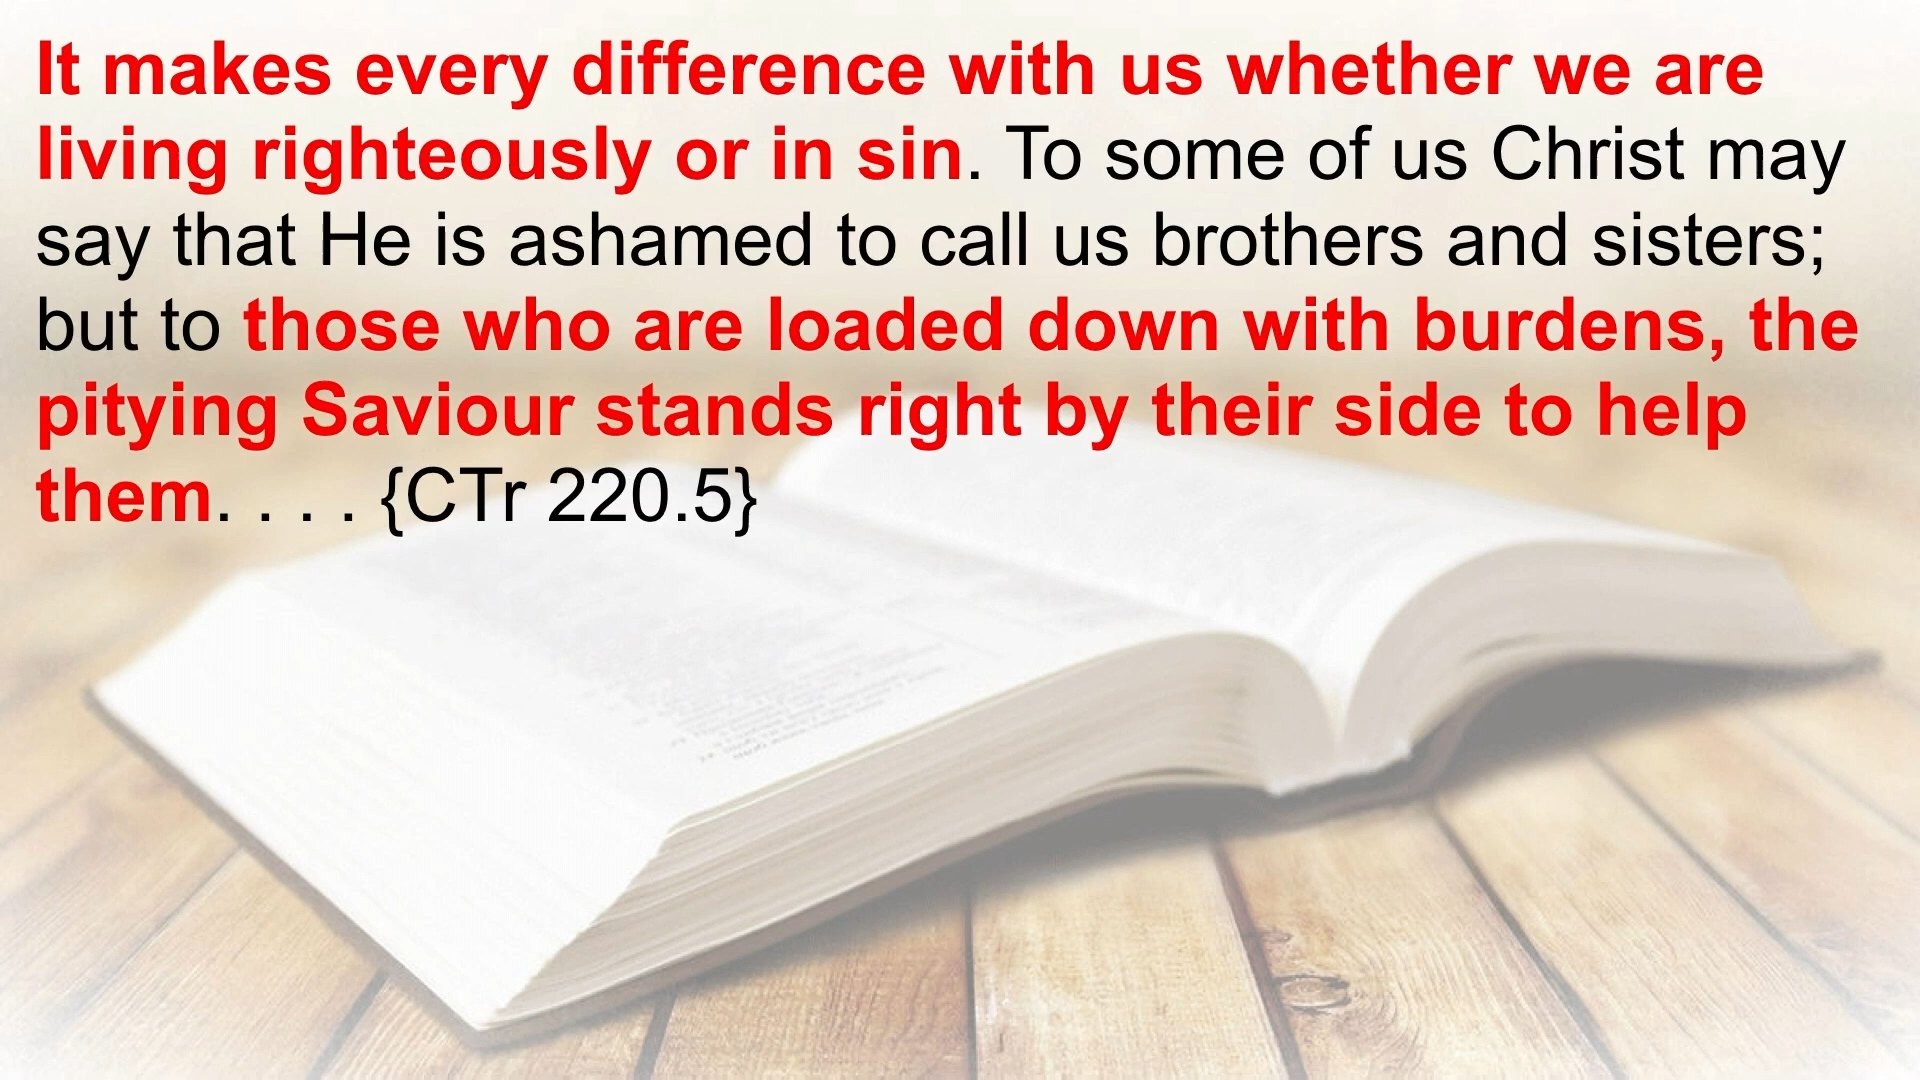 It makes every difference with us whether we are
living righteously or in sin. To some of us Christ may
say that He is ashamed to call us brothers and sisters;
but to those who are loaded down with burdens, the
pitying Saviour stands right by their side to help
them. . . . {CTr 220.5}